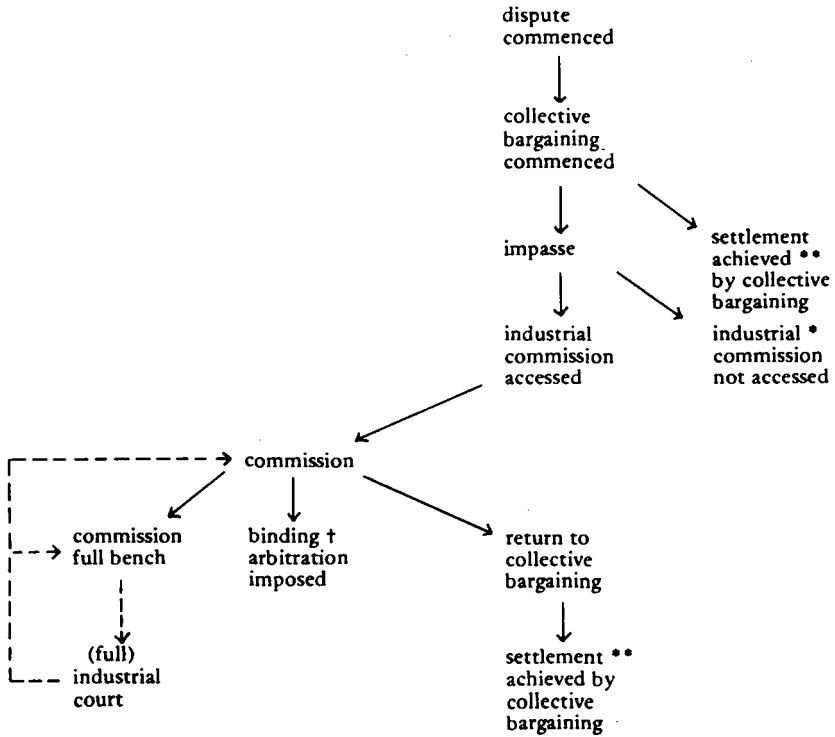 dispute
commenced
collective
bargaining
commenced
impasse
settlement
achieved **
by collective
bargaining
industrial
commission
accessed
industrial *
commission
not accessed
commission
commission
full bench
binding †
arbitration
imposed
return to
collective
bargaining
(full)
industrial
court
settlement **
achieved by
collective
bargaining